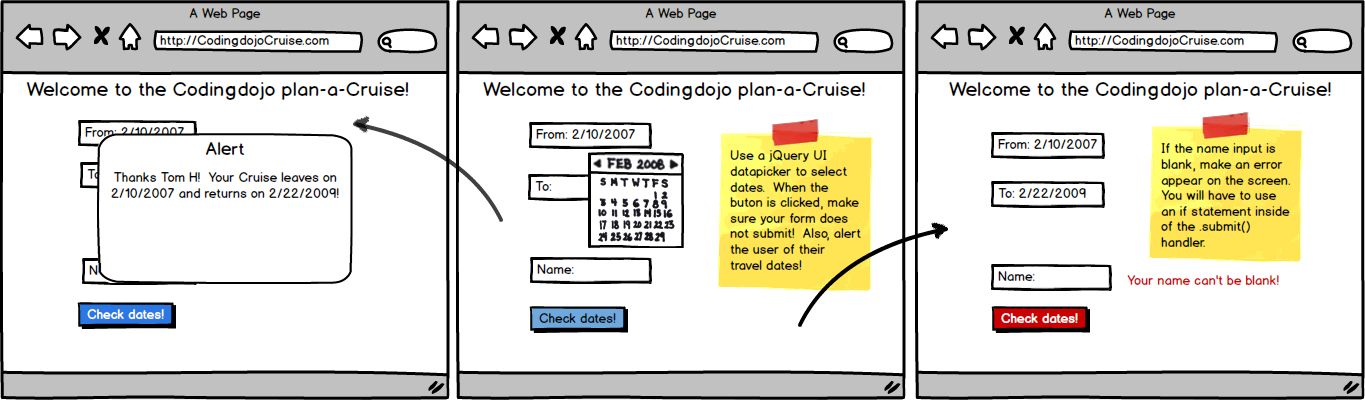 A Web Page
http://CodingdojoCruise.com
Welcome to the Codingdojo plan-a-Cruise!
From: 2/10/2007
To
Alert
Thanks Tom H!  Your Cruise leaves on
2/10/2007 and returns on 2/22/2009!
N
Check dates!
A Web Page
http://CodingdojoCruise.com
Welcome to the Codingdojo plan-a-Cruise!
From: 2/10/2007
To:
FEB 2008
S M T W T F S
1 2
3 4 5 6 7 8 9
10 11 12 13 14 15 16
17 18 19 20 21 22 23
24 25 26 27 28 29
Name:
Check dates!
Use a jQuery UI
datapicker to select
dates.  When the
buton is clicked, make
sure your form does
not submit!  Also, alert
the user of their
travel dates!
A Web Page
http://CodingdojoCruise.com
Welcome to the Codingdojo plan-a-Cruise!
From: 2/10/2007
To: 2/22/2009
Name:
Your name can't be blank!
Check dates!
If the name input is
blank, make an error
appear on the screen.
You will have to use
an if statement inside
of the .submit()
handler.